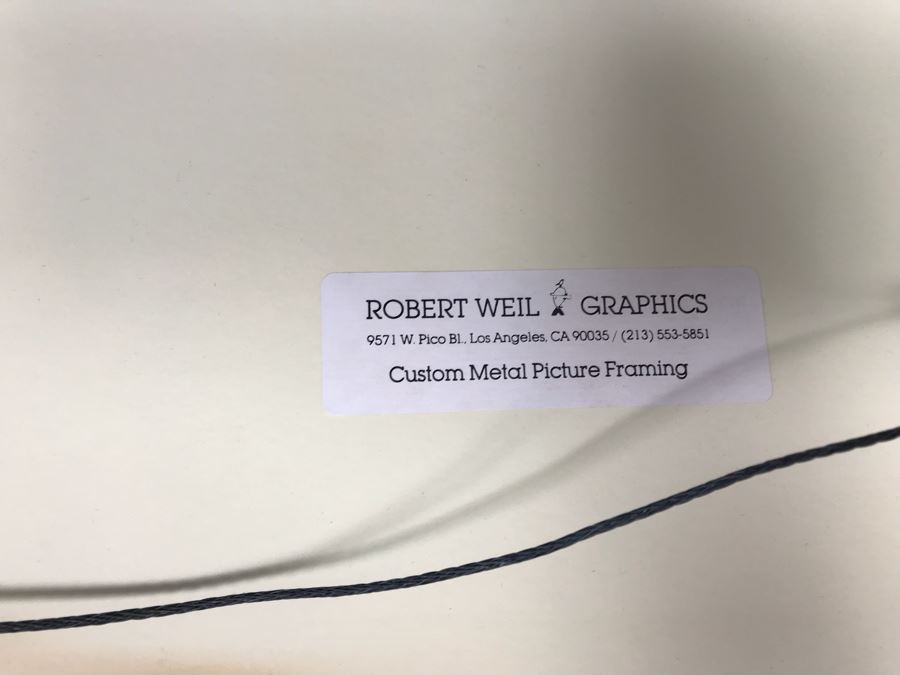 ROBERT WEIL GRAPHICS
9571 W. Pico Bl., Los Angeles, CA 90035 / (213) 553-5851
Custom Metal Picture Framing